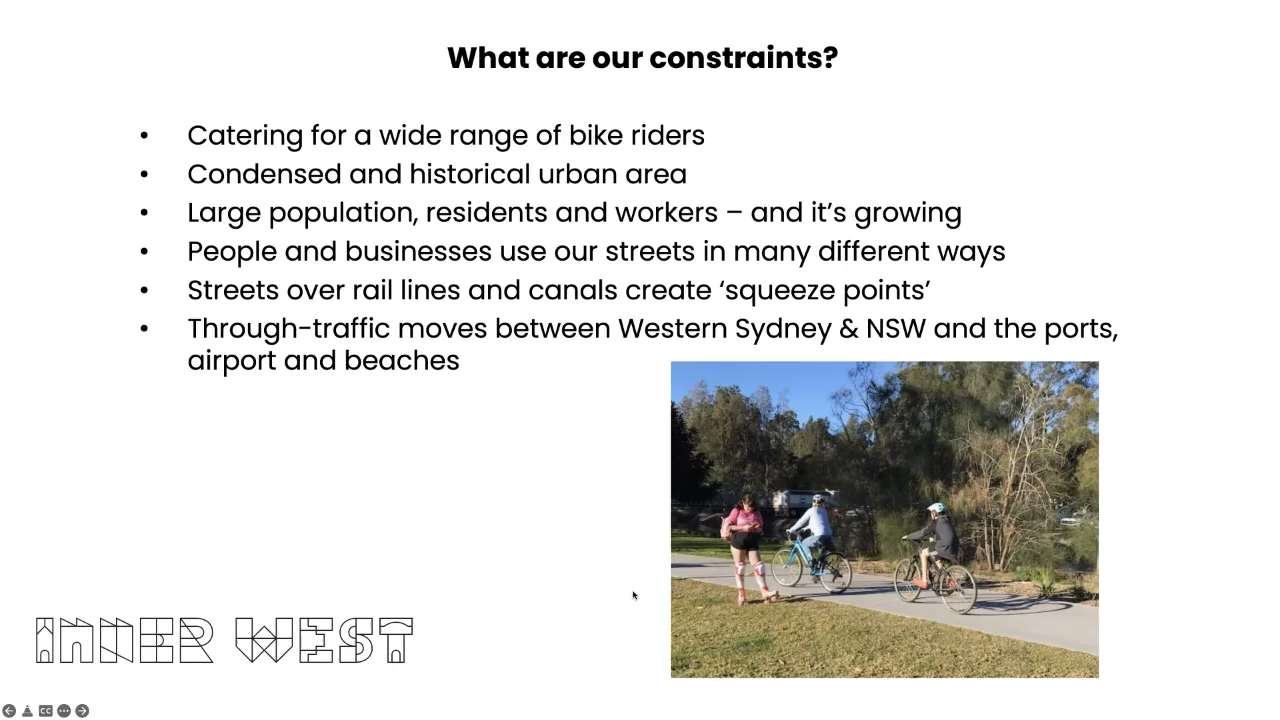 What are our constraints?
• Catering for a wide range of bike riders
• Condensed and historical urban area
• Large population, residents and workers – and it’s growing
• People and businesses use our streets in many different ways
• Streets over rail lines and canals create ‘squeeze points’
• Through-traffic moves between Western Sydney & NSW and the ports,
airport and beaches
INNER WEST
CC